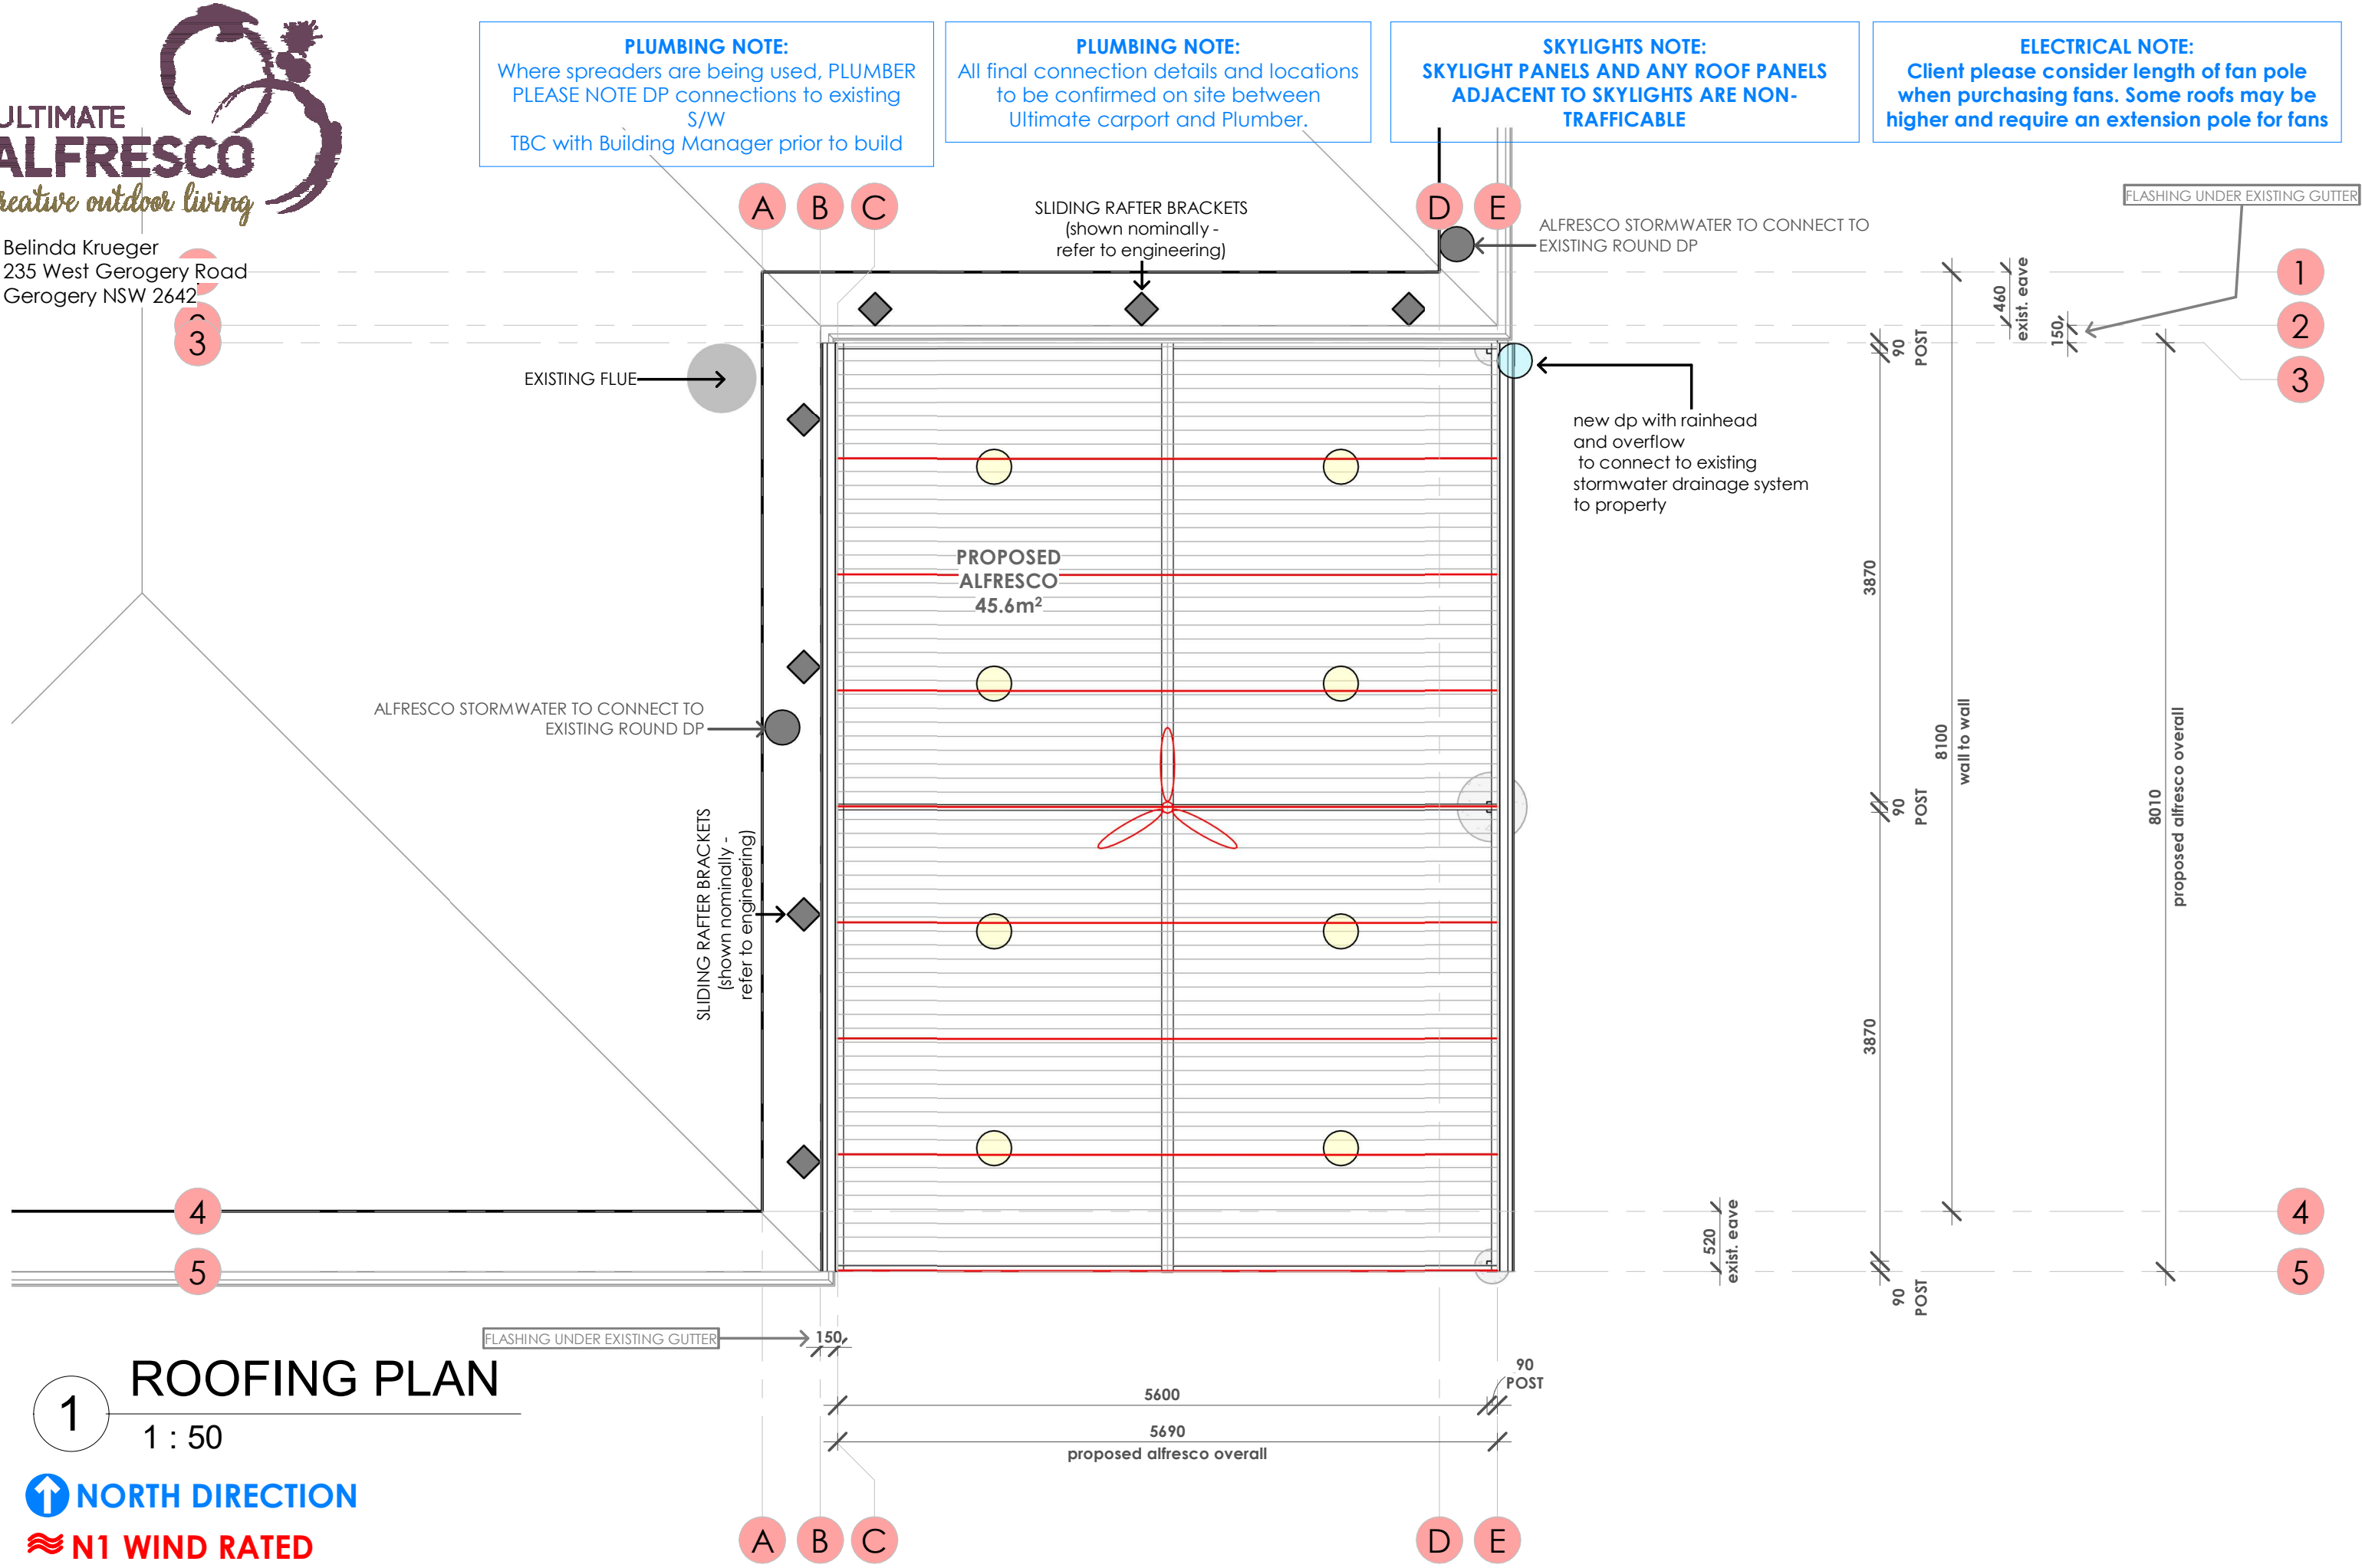 ULTIMATE
ALFRESCO
creative outdoor living
Belinda Krueger
235 West Gerogery Road
Gerogery NSW 2642
PLUMBING NOTE:
Where spreaders are being used, PLUMBER
PLEASE NOTE DP connections to existing
S/W
TBC with Building Manager prior to build
PLUMBING NOTE:
All final connection details and locations
to be confirmed on site between
Ultimate carport and Plumber.
SKYLIGHTS NOTE:
SKYLIGHT PANELS AND ANY ROOF PANELS
ADJACENT TO SKYLIGHTS ARE NON-
TRAFFICABLE
ELECTRICAL NOTE:
Client please consider length of fan pole
when purchasing fans. Some roofs may be
higher and require an extension pole for fans
A B C D E
SLIDING RAFTER BRACKETS
(shown nominally -
refer to engineering)
ALFRESCO STORMWATER TO CONNECT TO
EXISTING ROUND DP
FLASHING UNDER EXISTING GUTTER
1
2
3
3
460
exist. eave
150
90
POST
EXISTING FLUE
new dp with rainhead
and overflow
to connect to existing
stormwater drainage system
to property
PROPOSED
ALFRESCO
45.6m²
3870
ALFRESCO STORMWATER TO CONNECT TO
EXISTING ROUND DP
8100
wall to wall
90
POST
8010
proposed alfresco overall
SLIDING RAFTER BRACKETS
(shown nominally -
refer to engineering)
3870
4
4
520
exist. eave
5
5
90
POST
FLASHING UNDER EXISTING GUTTER
150
90
POST
5600
5690
proposed alfresco overall
1
ROOFING PLAN
1 : 50
NORTH DIRECTION
N1 WIND RATED
A B C D E